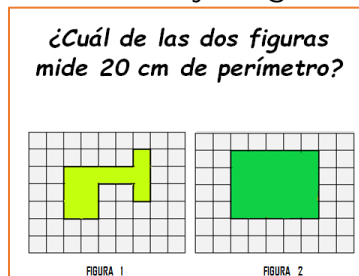 ¿Cuál de las dos figuras
mide 20 cm de perímetro?
FIGURA 1
FIGURA 2